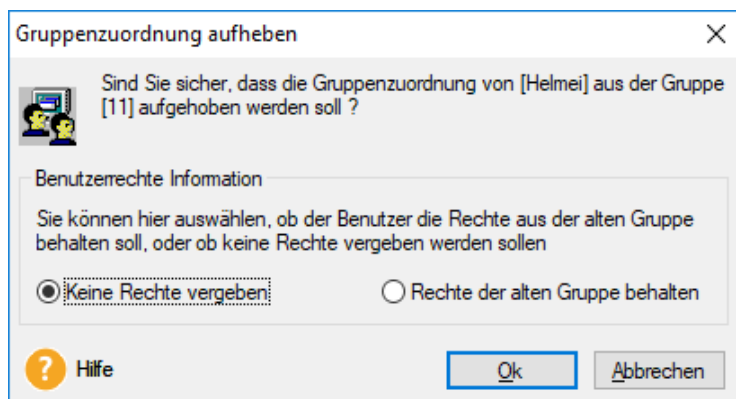 Gruppenzuordnung aufheben
Sind Sie sicher, dass die Gruppenzuordnung von [Helmei] aus der Gruppe
[11] aufgehoben werden soll ?
Benutzerrechte Information
Sie können hier auswählen, ob der Benutzer die Rechte aus der alten Gruppe
behalten soll, oder ob keine Rechte vergeben werden sollen
Keine Rechte vergeben
Rechte der alten Gruppe behalten
? Hilfe
Ok
Abbrechen